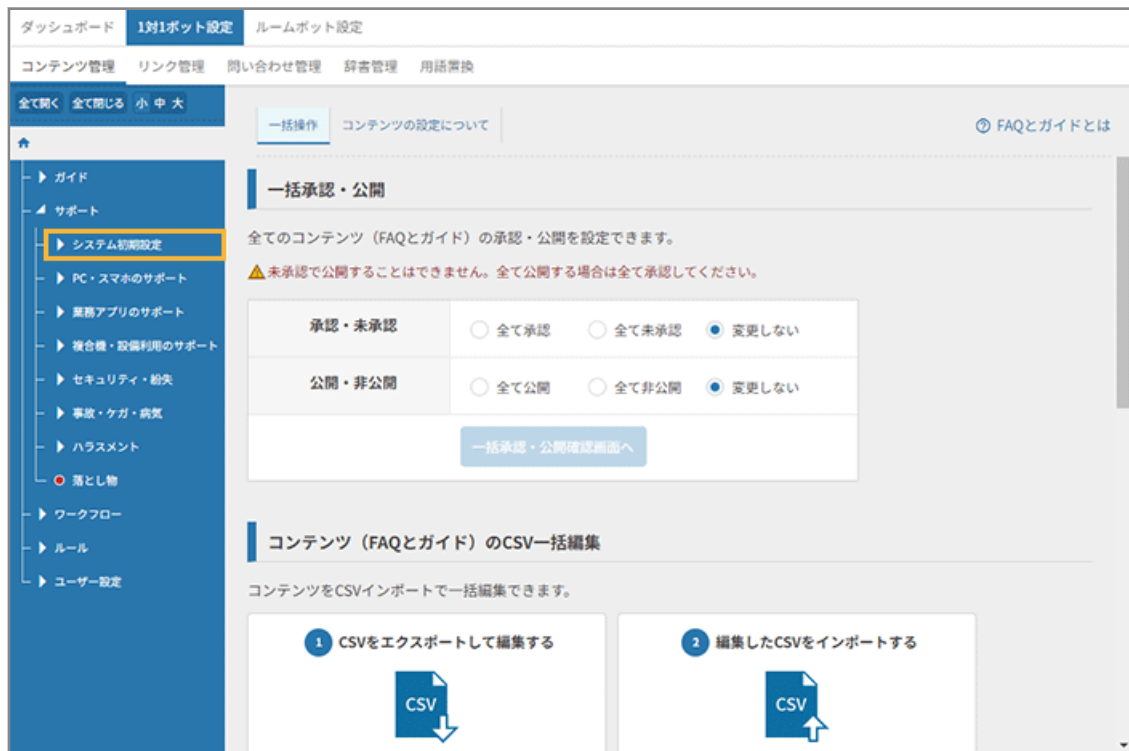 ダッシュボード 1対1ボット設定 ルームボット設定
コンテンツ管理 リンク管理 問い合わせ管理 辞書管理 用語置換
全て開く 全て閉じる 小 中 大
ガイド
サポート
システム初期設定
PC・スマホのサポート
業務アプリのサポート
複合機・設備利用のサポート
セキュリティ・紛失
事故・ケガ・病気
ハラスメント
落とし物
ワークフロー
ルール
ユーザー設定
一括操作 コンテンツの設定について
? FAQとガイドとは
一括承認・公開
全てのコンテンツ（FAQとガイド）の承認・公開を設定できます。
未承認で公開することはできません。全て公開する場合は全て承認してください。
承認・未承認 全て承認 全て未承認 変更しない
公開・非公開 全て公開 全て非公開 変更しない
一括承認・公開確認画面へ
コンテンツ（FAQとガイド）のCSV一括編集
コンテンツをCSVインポートで一括編集できます。
1 CSVをエクスポートして編集する
CSV
2 編集したCSVをインポートする
CSV